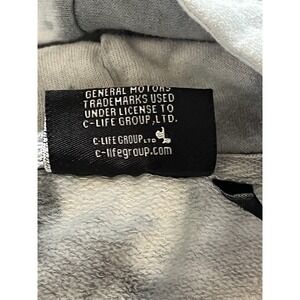 GENERAL MOTORS
TRADEMARKS USED
UNDER LICENSE TO
C-LIFE GROUP, LTD.
C-LIFE GROUP LTD
c-lifegroup.com